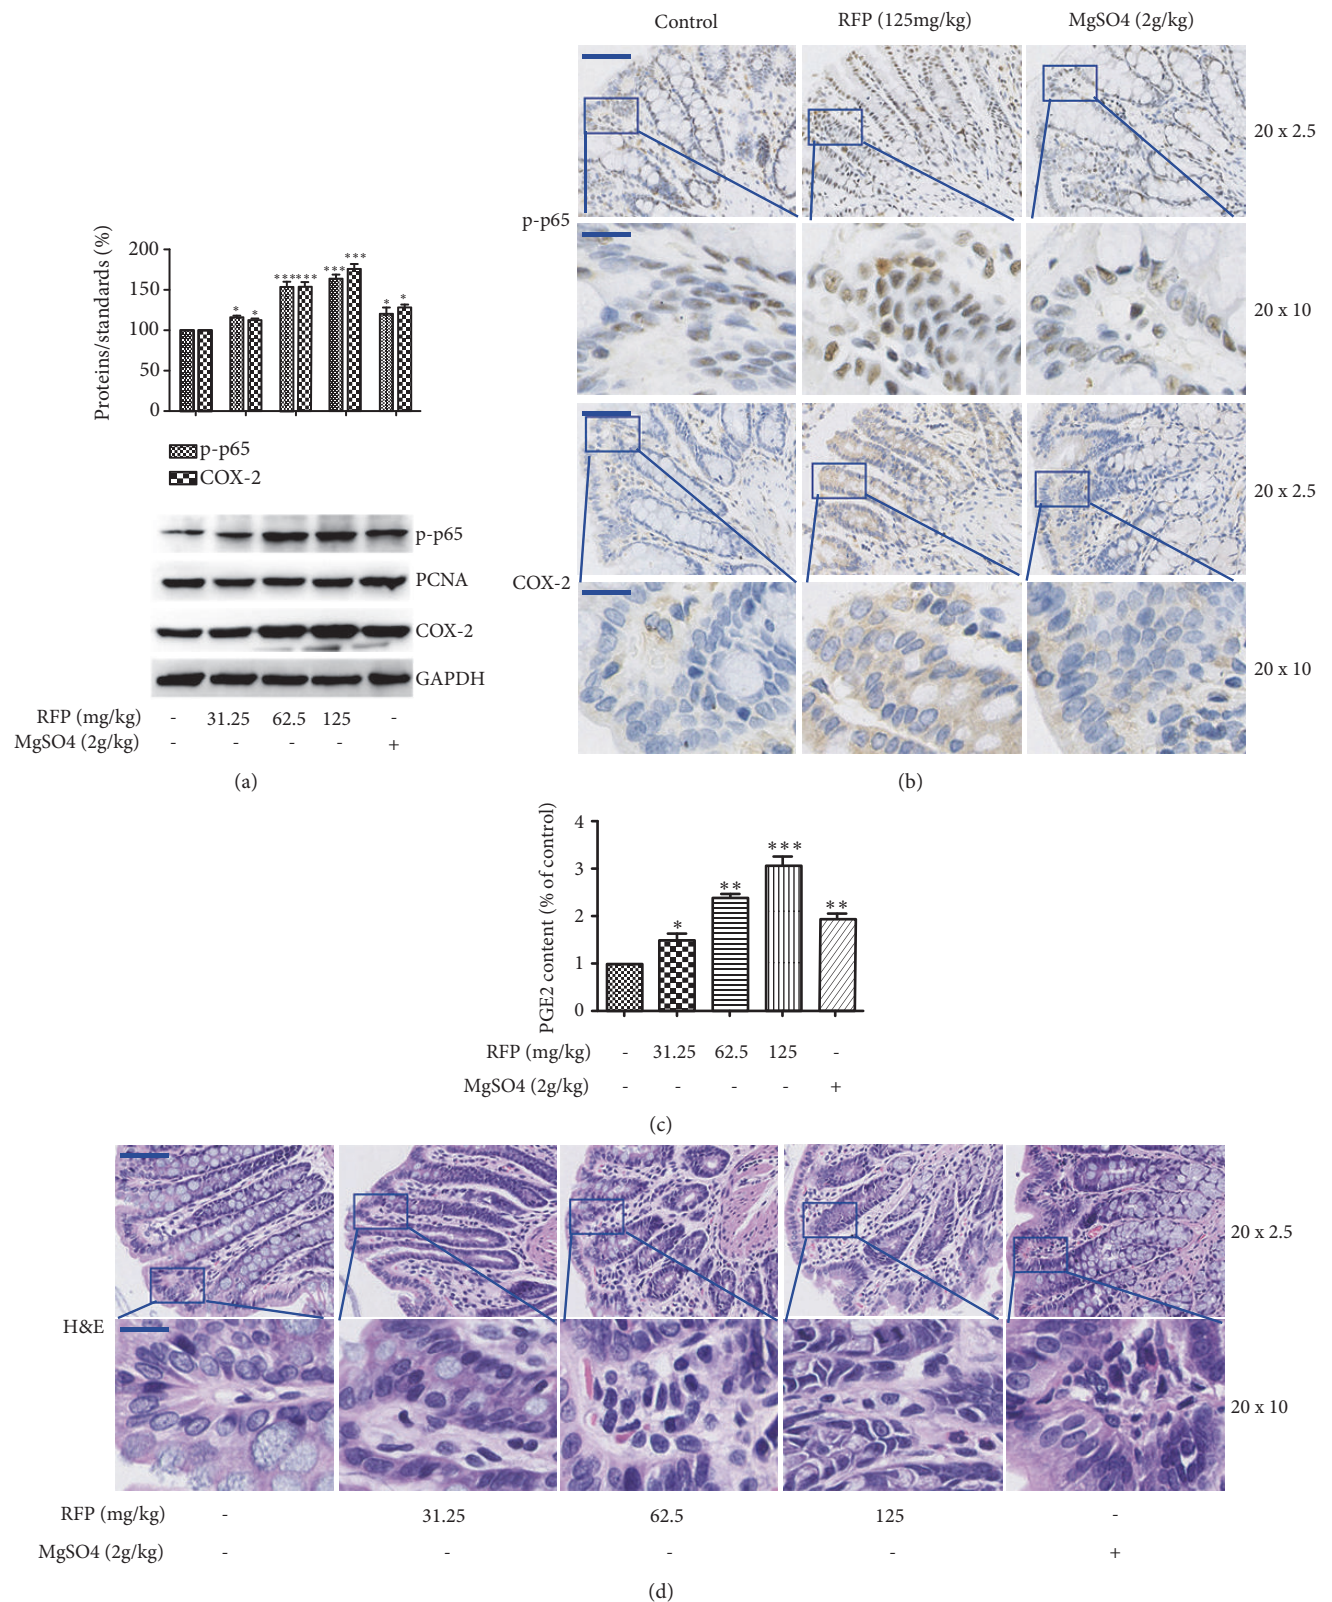 Proteins/standards (%)
200
150
100
50
0
* * *** *** *** *** * *
p-p65
COX-2
p-p65
PCNA
COX-2
GAPDH
RFP (mg/kg) - 31.25 62.5 125 -
MgSO4 (2g/kg) - - - - +
(a)
Control RFP (125mg/kg) MgSO4 (2g/kg)
20 x 2.5
p-p65
20 x 10
20 x 2.5
COX-2
20 x 10
(b)
PGE2 content (% of control)
4
3
2
1
0
* ** *** **
RFP (mg/kg) - 31.25 62.5 125 -
MgSO4 (2g/kg) - - - - +
(c)
20 x 2.5
H&E
20 x 10
RFP (mg/kg) - 31.25 62.5 125 -
MgSO4 (2g/kg) - - - - +
(d)